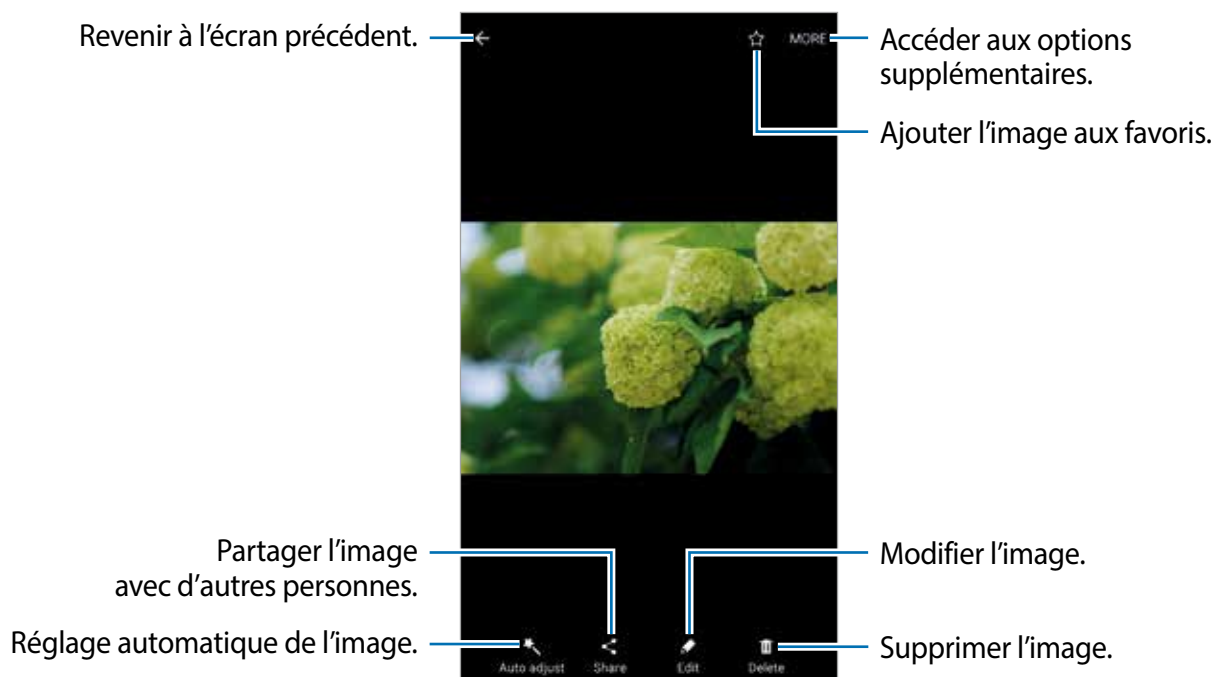 Revenir à l’écran précédent.
MORE
Accéder aux options
supplémentaires.
Ajouter l’image aux favoris.
Partager l’image
avec d’autres personnes.
Modifier l’image.
Réglage automatique de l’image.
Supprimer l’image.
Auto adjust
Share
Edit
Delete